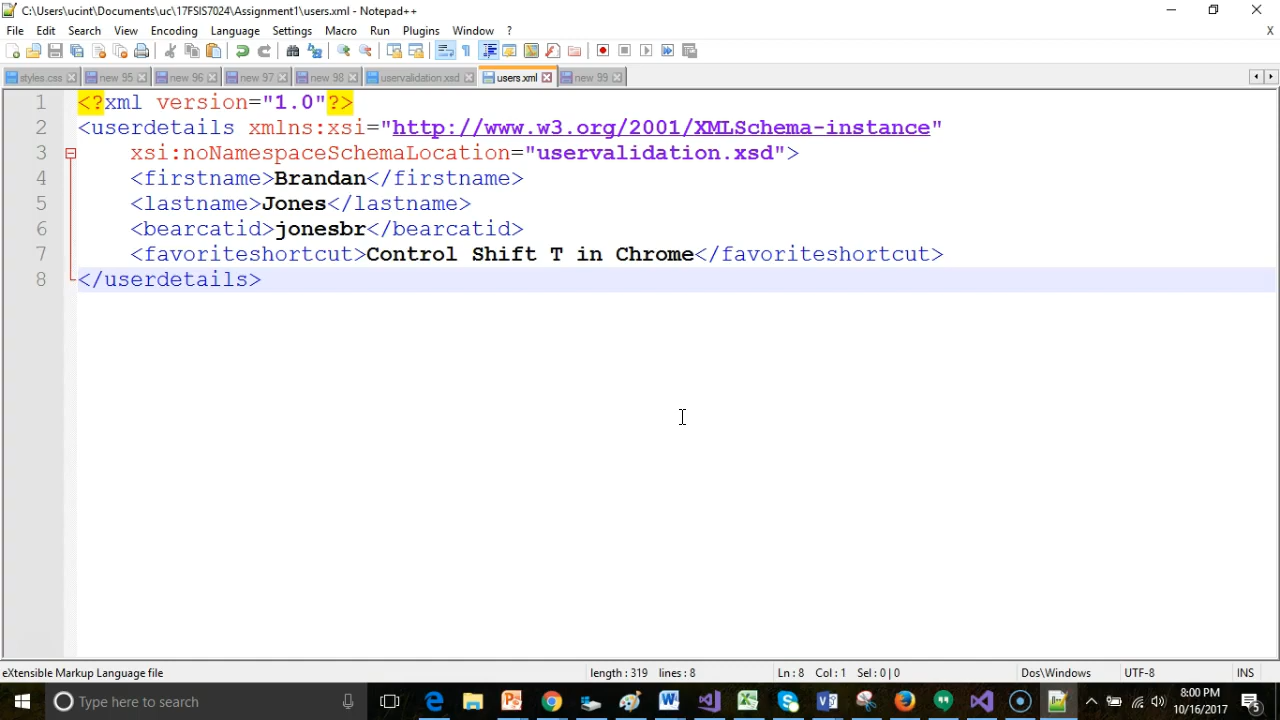 C:\Users\ucint\Documents\uc\17FSIS7024\Assignment1\users.xml - Notepad++
File Edit Search View Encoding Language Settings Macro Run Plugins Window ? X
styles.css new 95 new 96 new 97 new 98 uservalidation.xsd users.xml new 99
1 <?xml version="1.0"?>
2 <userdetails xmlns:xsi="http://www.w3.org/2001/XMLSchema-instance"
3 xsi:noNamespaceSchemaLocation="uservalidation.xsd">
4 <firstname>Brandan</firstname>
5 <lastname>Jones</lastname>
6 <bearcatid>jonesbr</bearcatid>
7 <favoriteshortcut>Control Shift T in Chrome</favoriteshortcut>
8 </userdetails>
eXtensible Markup Language file length : 319 lines : 8 Ln : 8 Col : 1 Sel : 0 | 0 Dos\Windows UTF-8 INS
Type here to search
8:00 PM
10/16/2017
5